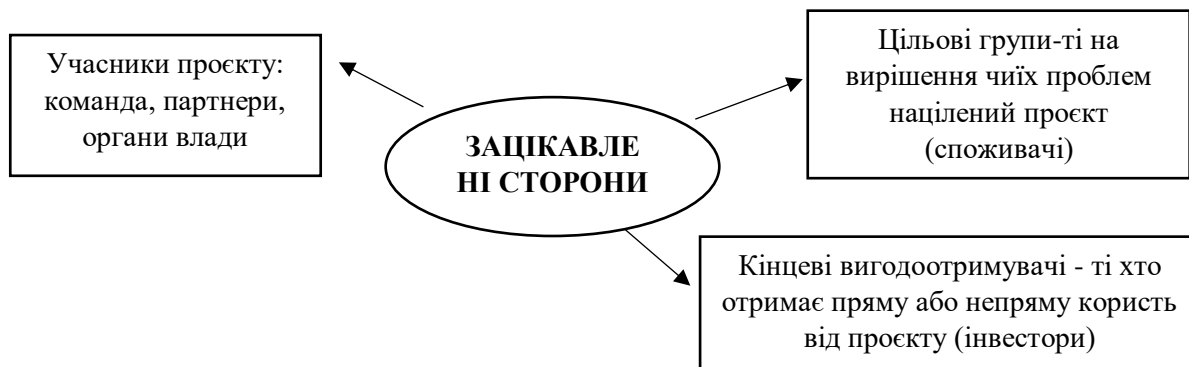 Учасники проєкту:
команда, партнери,
органи влади
ЗАЦІКАВЛЕ
НІ СТОРОНИ
Цільові групи-ті на
вирішення чиїх проблем
націлений проєкт
(споживачі)
Кінцеві вигодоотримувачі - ті хто
отримає пряму або непряму користь
від проєкту (інвестори)